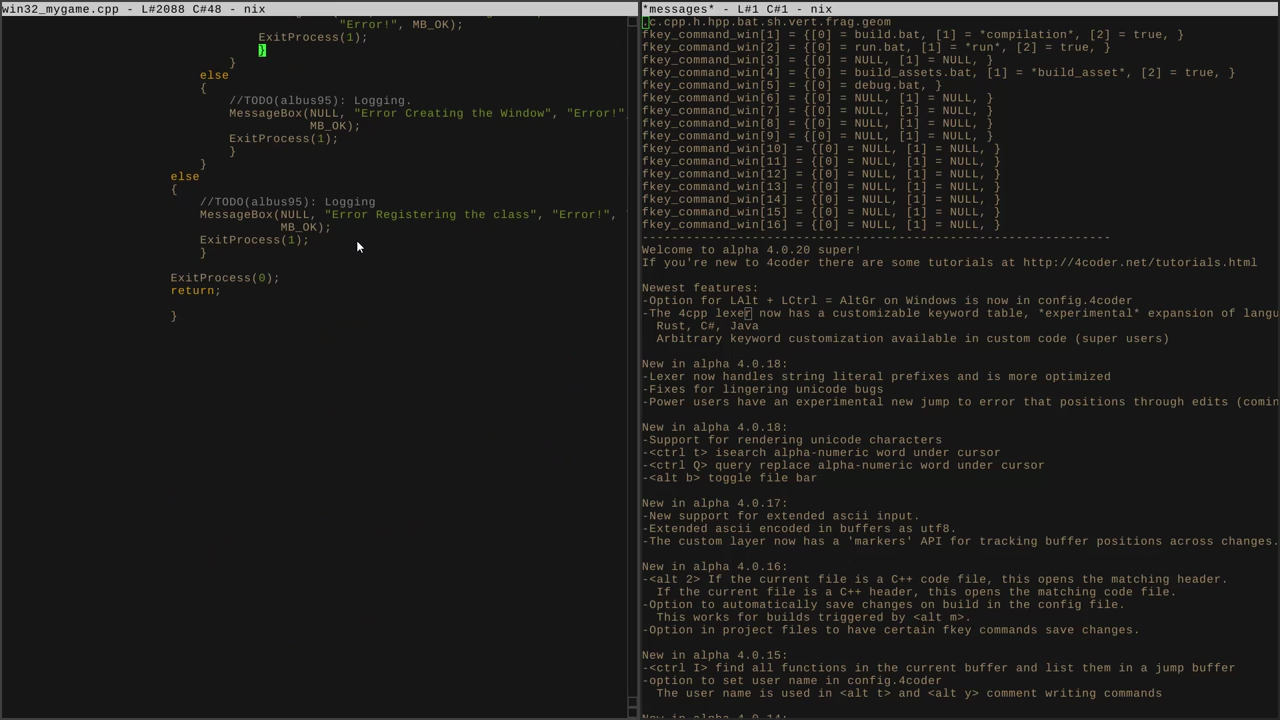 win32_mygame.cpp - L#2088 C#48 - nix
"Error!", MB_OK);
ExitProcess(1);
}
}
else
{
//TODO(albus95): Logging.
MessageBox(NULL, "Error Creating the Window", "Error!"
MB_OK);
ExitProcess(1);
}
}
else
{
//TODO(albus95): Logging
MessageBox(NULL, "Error Registering the class", "Error!",
MB_OK);
ExitProcess(1);
}
ExitProcess(0);
return;
}
*messages* - L#1 C#1 - nix
.c.cpp.h.hpp.bat.sh.vert.frag.geom
fkey_command_win[1] = {[0] = build.bat, [1] = *compilation*, [2] = true, }
fkey_command_win[2] = {[0] = run.bat, [1] = *run*, [2] = true, }
fkey_command_win[3] = {[0] = NULL, [1] = NULL, }
fkey_command_win[4] = {[0] = build_assets.bat, [1] = *build_asset*, [2] = true, }
fkey_command_win[5] = {[0] = debug.bat, }
fkey_command_win[6] = {[0] = NULL, [1] = NULL, }
fkey_command_win[7] = {[0] = NULL, [1] = NULL, }
fkey_command_win[8] = {[0] = NULL, [1] = NULL, }
fkey_command_win[9] = {[0] = NULL, [1] = NULL, }
fkey_command_win[10] = {[0] = NULL, [1] = NULL, }
fkey_command_win[11] = {[0] = NULL, [1] = NULL, }
fkey_command_win[12] = {[0] = NULL, [1] = NULL, }
fkey_command_win[13] = {[0] = NULL, [1] = NULL, }
fkey_command_win[14] = {[0] = NULL, [1] = NULL, }
fkey_command_win[15] = {[0] = NULL, [1] = NULL, }
fkey_command_win[16] = {[0] = NULL, [1] = NULL, }
----------------------------------------------------------------
Welcome to alpha 4.0.20 super!
If you're new to 4coder there are some tutorials at http://4coder.net/tutorials.html
Newest features:
-Option for LAlt + LCtrl = AltGr on Windows is now in config.4coder
-The 4cpp lexer now has a customizable keyword table, *experimental* expansion of langu
Rust, C#, Java
Arbitrary keyword customization available in custom code (super users)
New in alpha 4.0.18:
-Lexer now handles string literal prefixes and is more optimized
-Fixes for lingering unicode bugs
-Power users have an experimental new jump to error that positions through edits (comin
New in alpha 4.0.18:
-Support for rendering unicode characters
-<ctrl t> isearch alpha-numeric word under cursor
-<ctrl Q> query replace alpha-numeric word under cursor
-<alt b> toggle file bar
New in alpha 4.0.17:
-New support for extended ascii input.
-Extended ascii encoded in buffers as utf8.
-The custom layer now has a 'markers' API for tracking buffer positions across changes.
New in alpha 4.0.16:
-<alt 2> If the current file is a C++ code file, this opens the matching header.
If the current file is a C++ header, this opens the matching code file.
-Option to automatically save changes on build in the config file.
This works for builds triggered by <alt m>.
-Option in project files to have certain fkey commands save changes.
New in alpha 4.0.15:
-<ctrl I> find all functions in the current buffer and list them in a jump buffer
-option to set user name in config.4coder
The user name is used in <alt t> and <alt y> comment writing commands
New in alpha 4.0.14: